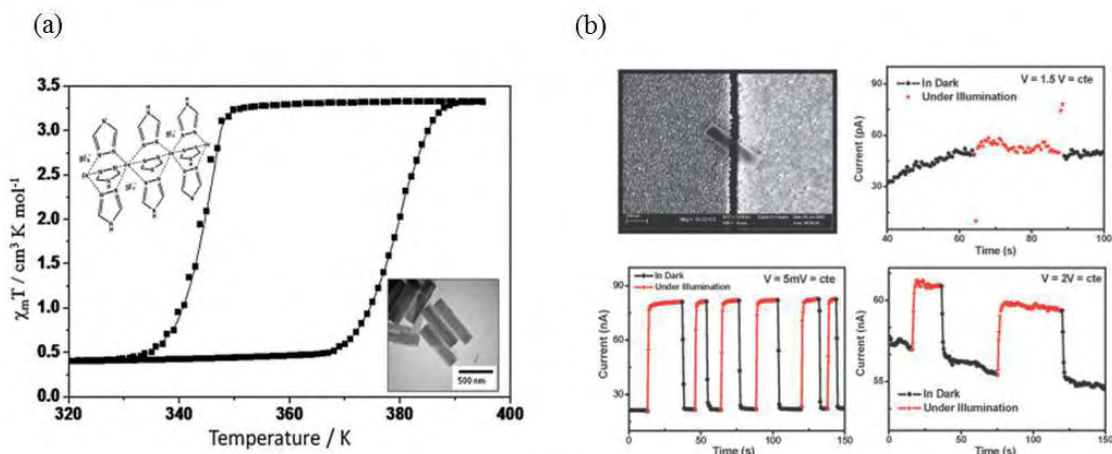 (a)
3.5
3.0
2.5
2.0
1.5
1.0
0.5
0.0
χmT / cm³ K mol⁻¹
320
340
360
380
400
Temperature / K
500 nm
(b)
In Dark
Under Illumination
V = 1.5 V = cte
90
60
30
Current (pA)
40
60
80
100
Time (s)
In Dark
Under Illumination
V = 5mV = cte
90
60
30
Current (nA)
0
50
100
150
Time (s)
V = 2V = cte
60
55
Current (nA)
In Dark
Under Illumination
0
50
100
150
Time (s)